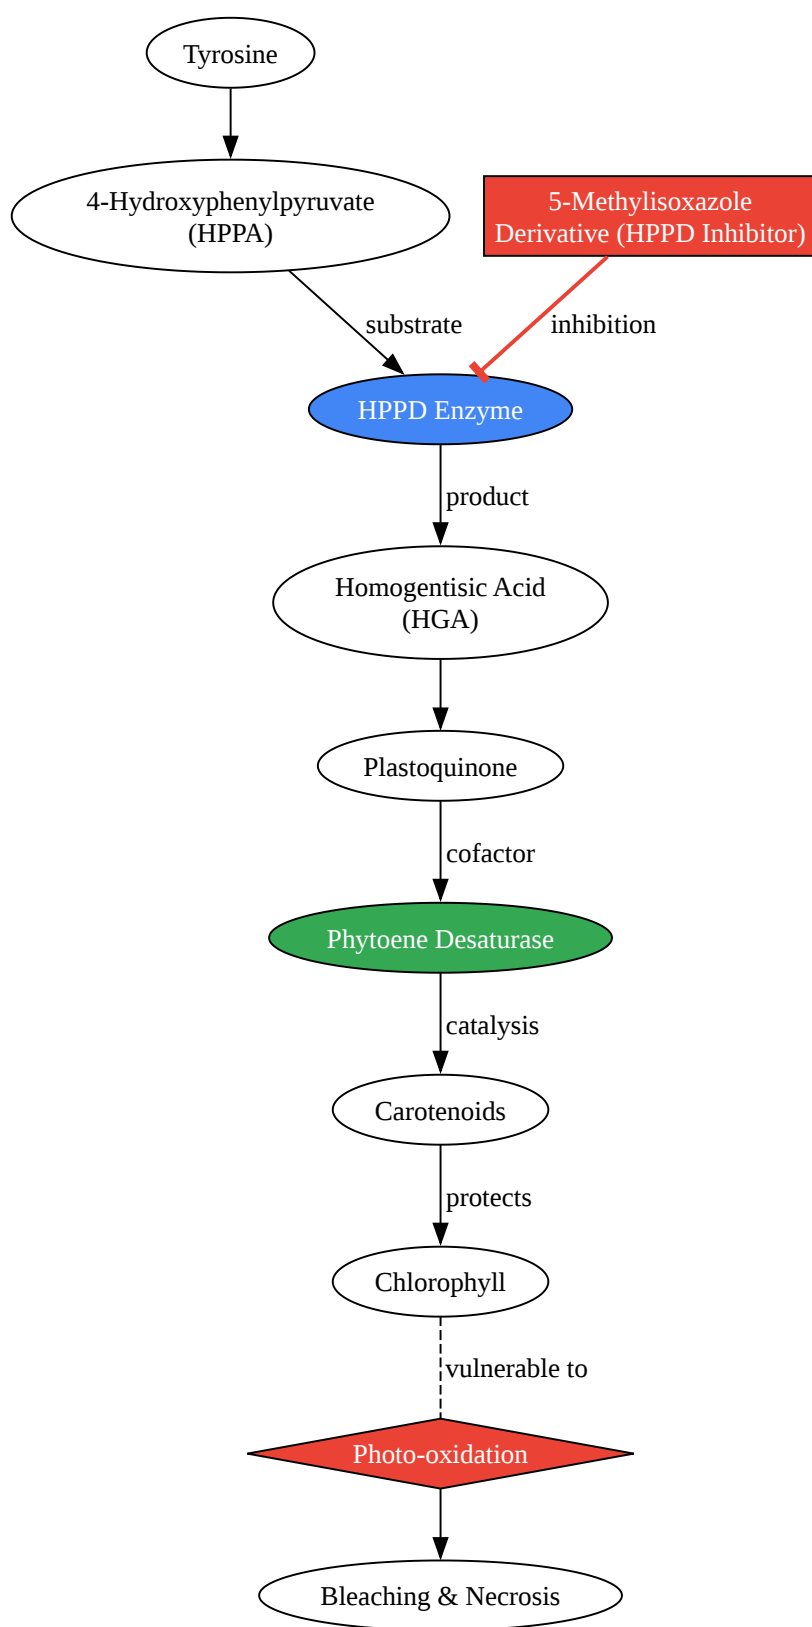 Tyrosine
4-Hydroxyphenylpyruvate
(HPPA)
5-Methylisoxazole
Derivative (HPPD Inhibitor)
substrate
inhibition
HPPD Enzyme
product
Homogentisic Acid
(HGA)
Plastoquinone
cofactor
Phytoene Desaturase
catalysis
Carotenoids
protects
Chlorophyll
vulnerable to
Photo-oxidation
Bleaching & Necrosis